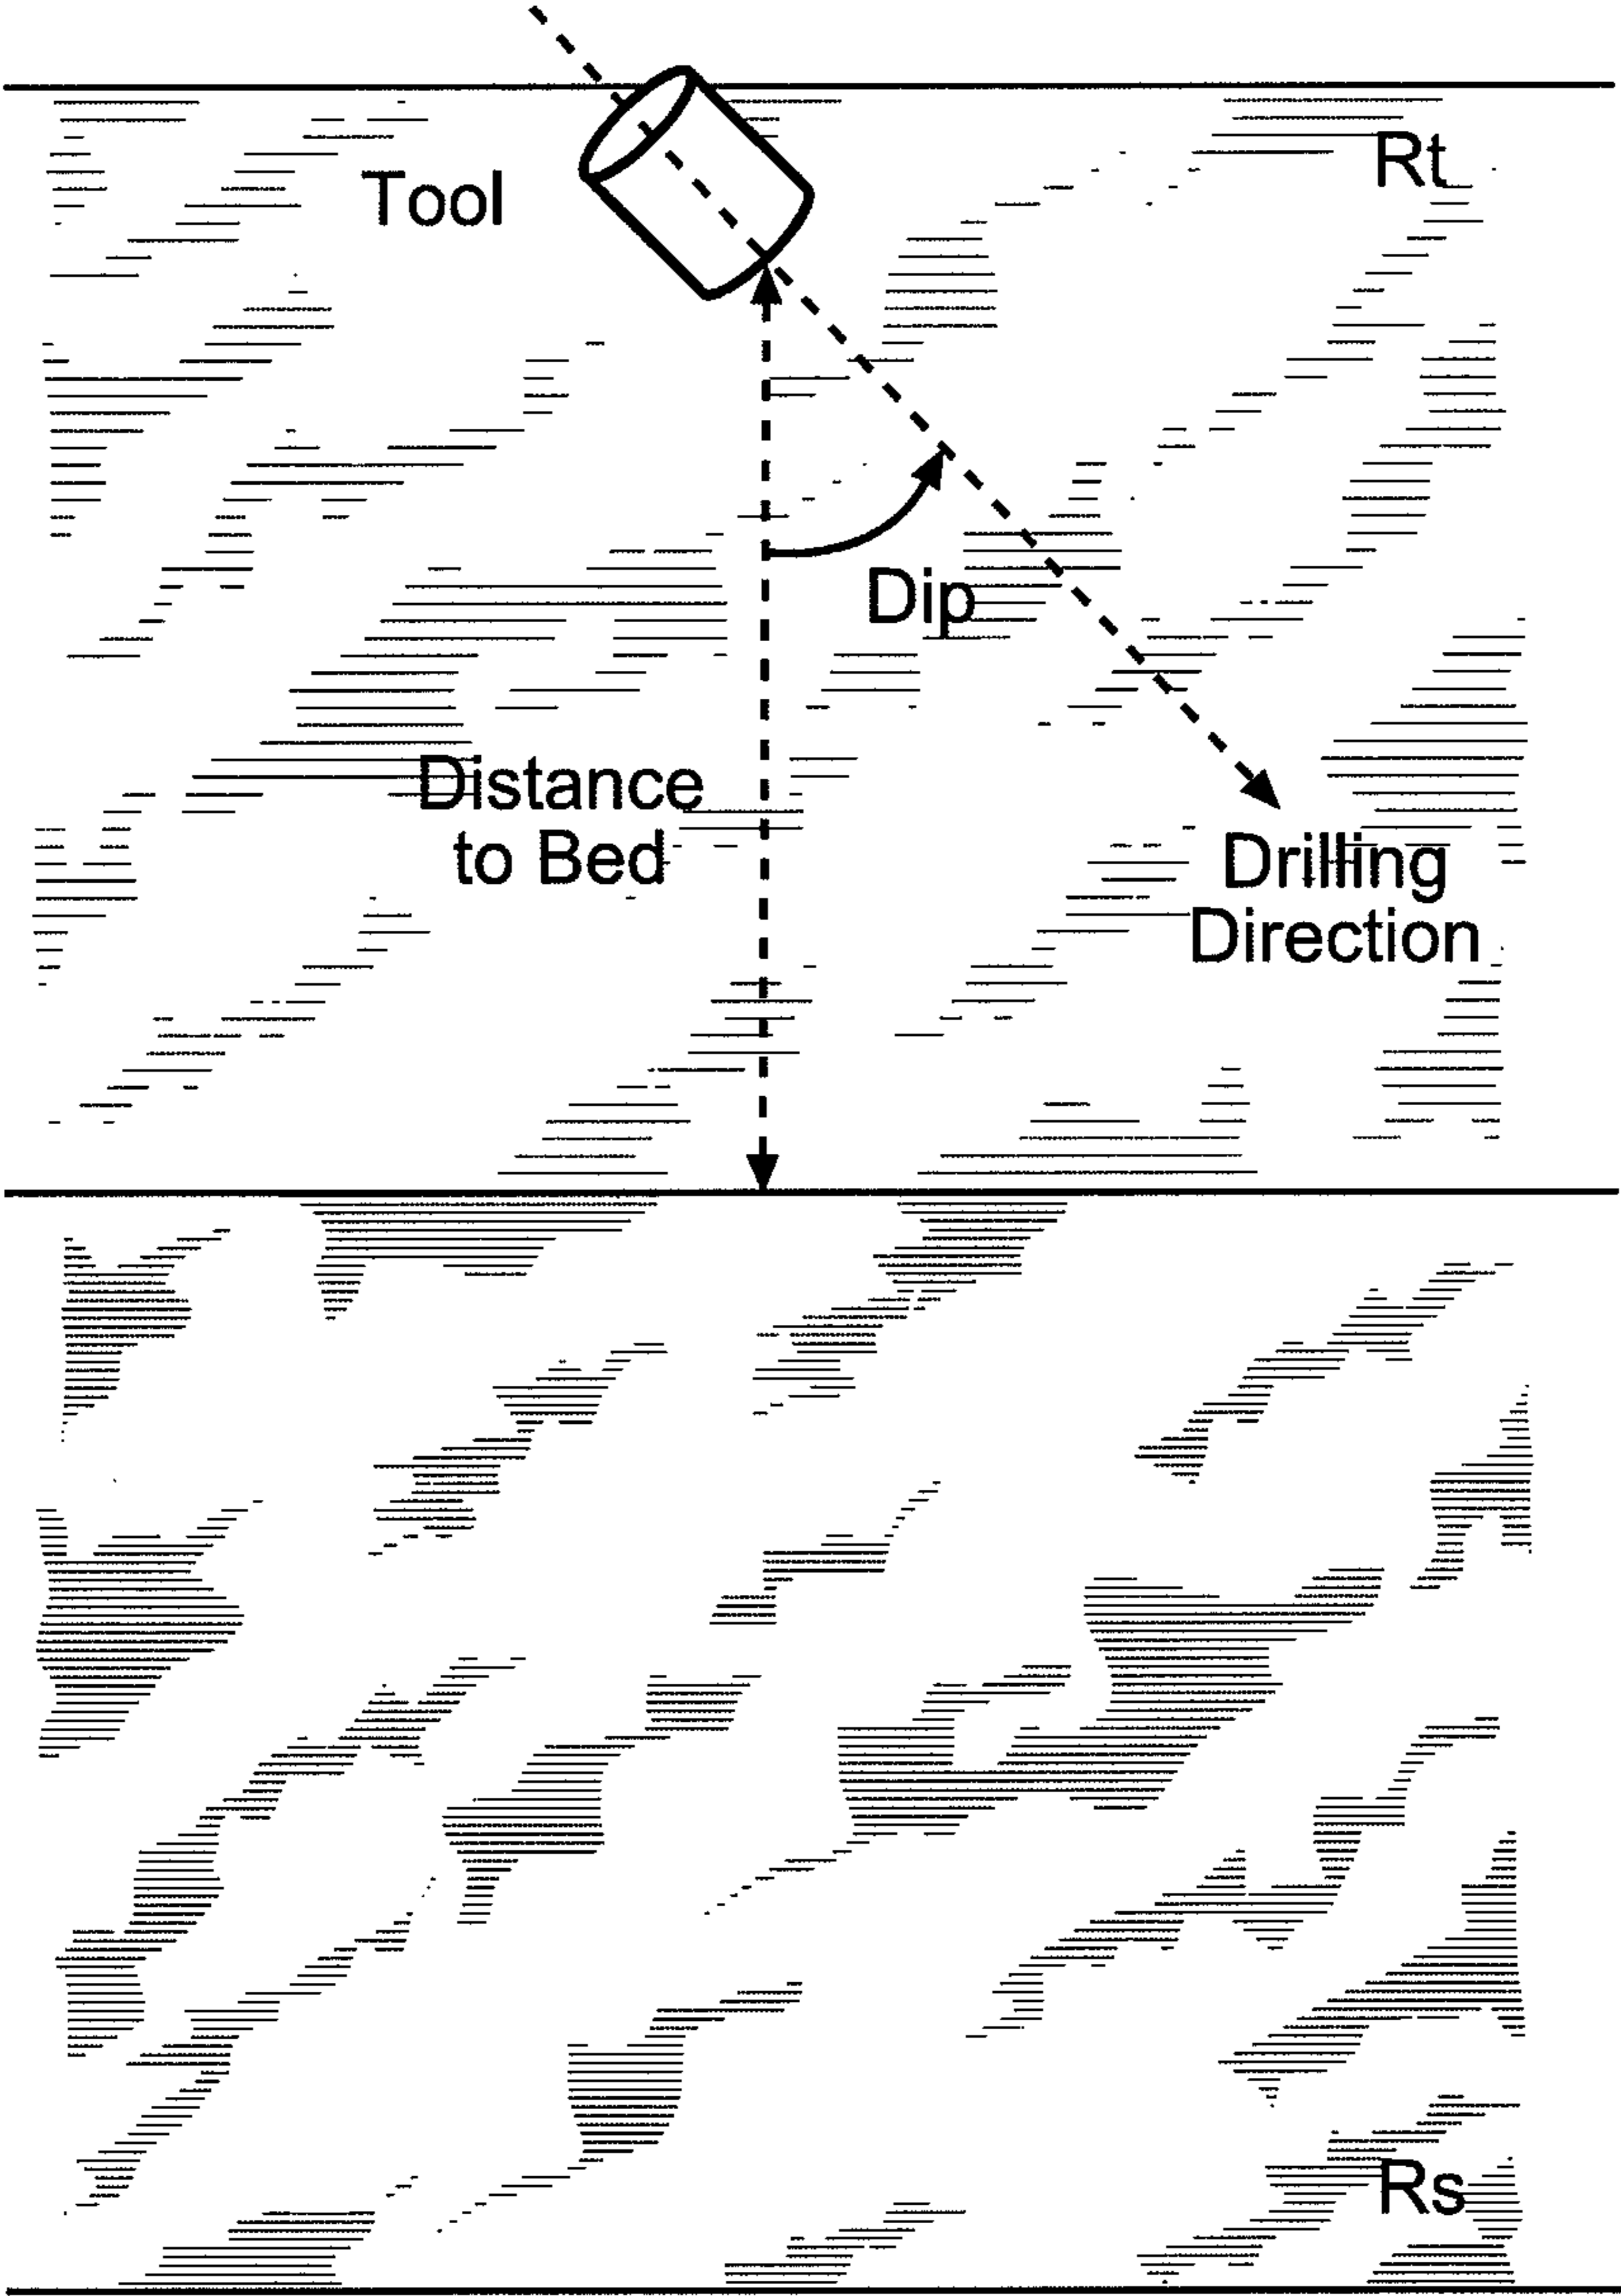 Rt
Tool
Dip
Distance
to Bed
Drilling
Direction
Rs